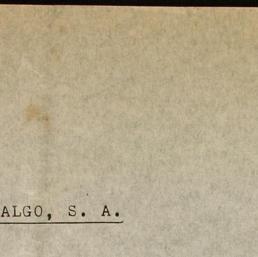 ALGO, S. A.